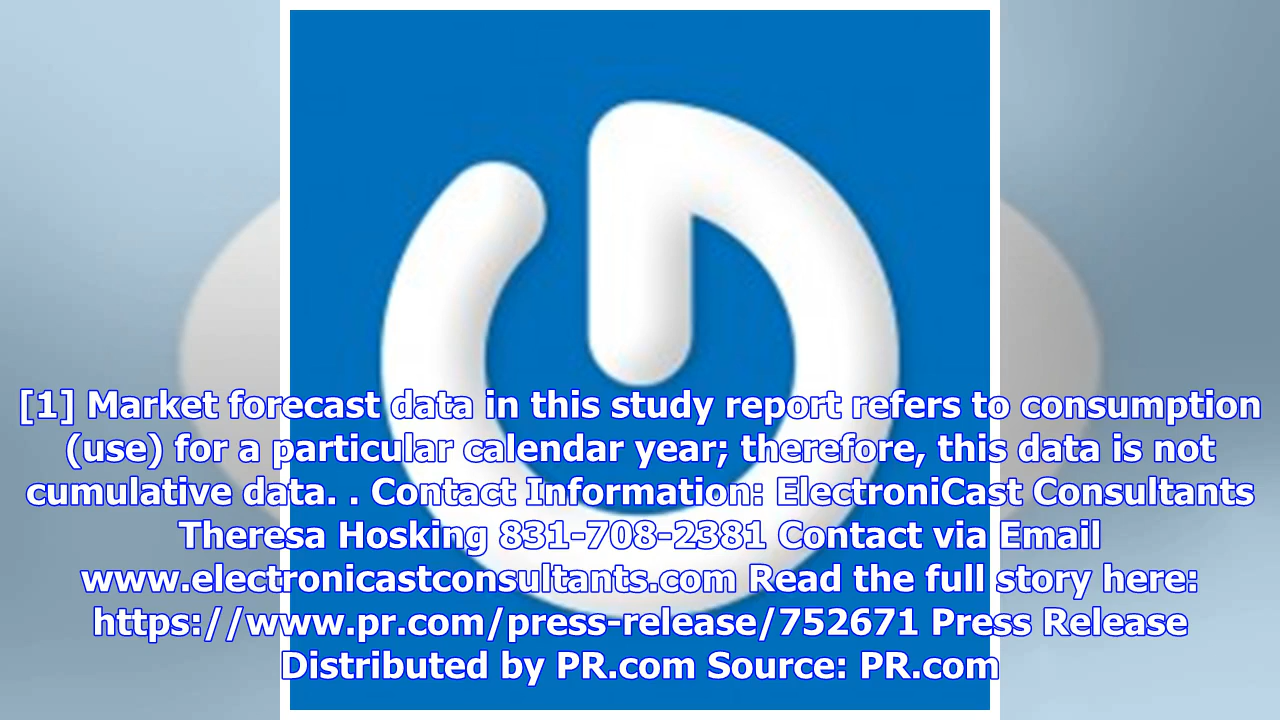 [1] Market forecast data in this study report refers to consumption
(use) for a particular calendar year; therefore, this data is not
cumulative data. . Contact Information: ElectroniCast Consultants
Theresa Hosking 831-708-2381 Contact via Email
www.electronicastconsultants.com Read the full story here:
https://www.pr.com/press-release/752671 Press Release
Distributed by PR.com Source: PR.com